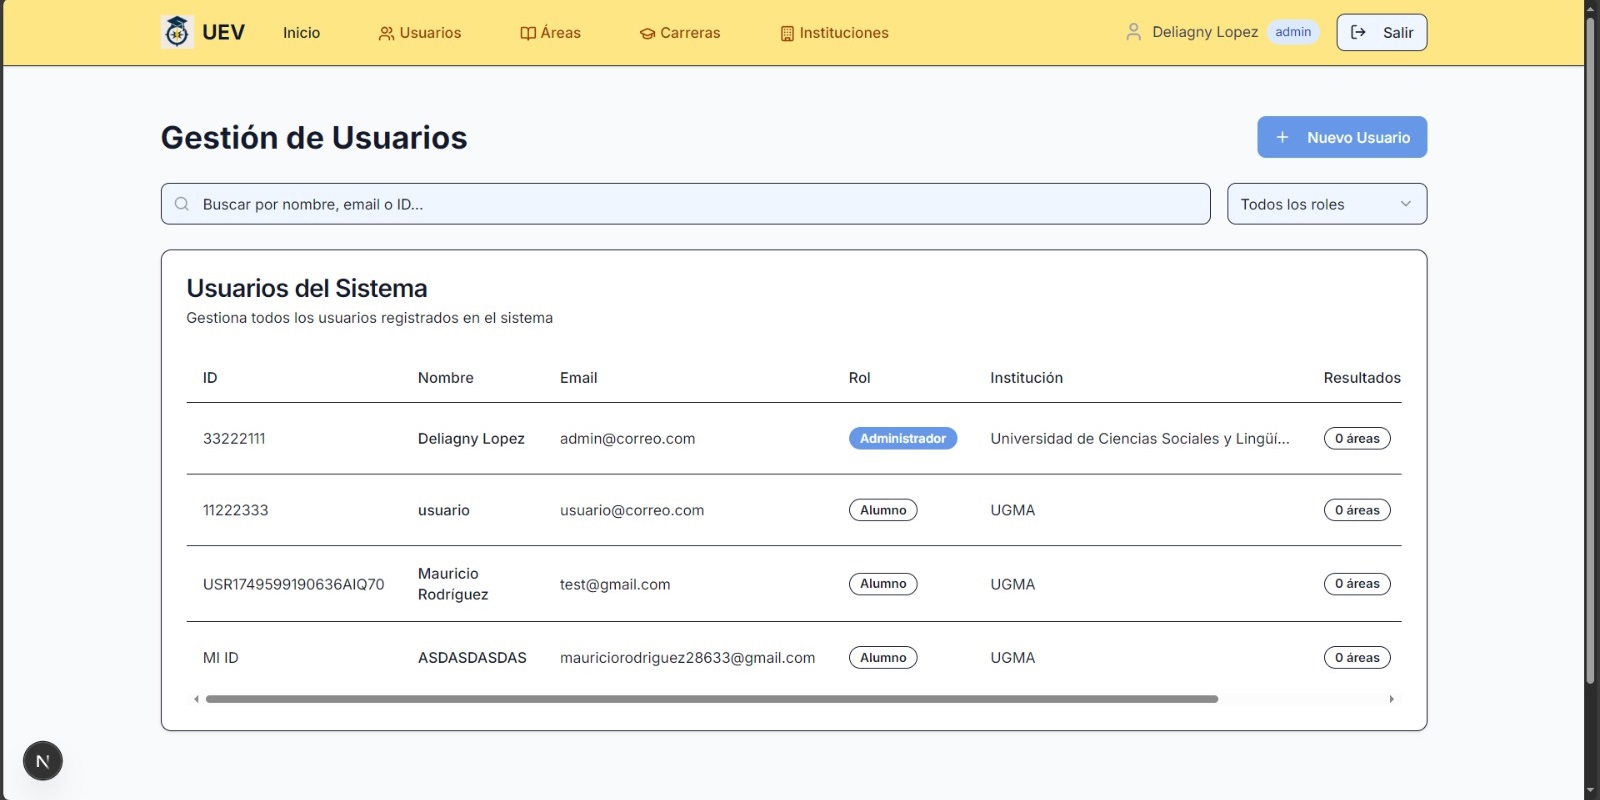 UEV Inicio Usuarios Áreas Carreras Instituciones Deliagny Lopez admin Salir
Gestión de Usuarios
+ Nuevo Usuario
Buscar por nombre, email o ID...
Todos los roles
Usuarios del Sistema
Gestiona todos los usuarios registrados en el sistema
ID Nombre Email Rol Institución Resultados
33222111 Deliagny Lopez admin@correo.com Administrador Universidad de Ciencias Sociales y Lingüí... 0 áreas
11222333 usuario usuario@correo.com Alumno UGMA 0 áreas
USR1749599190636AIQ70 Mauricio Rodríguez test@gmail.com Alumno UGMA 0 áreas
MI ID ASDASDASDAS mauriciorodriguez28633@gmail.com Alumno UGMA 0 áreas
N